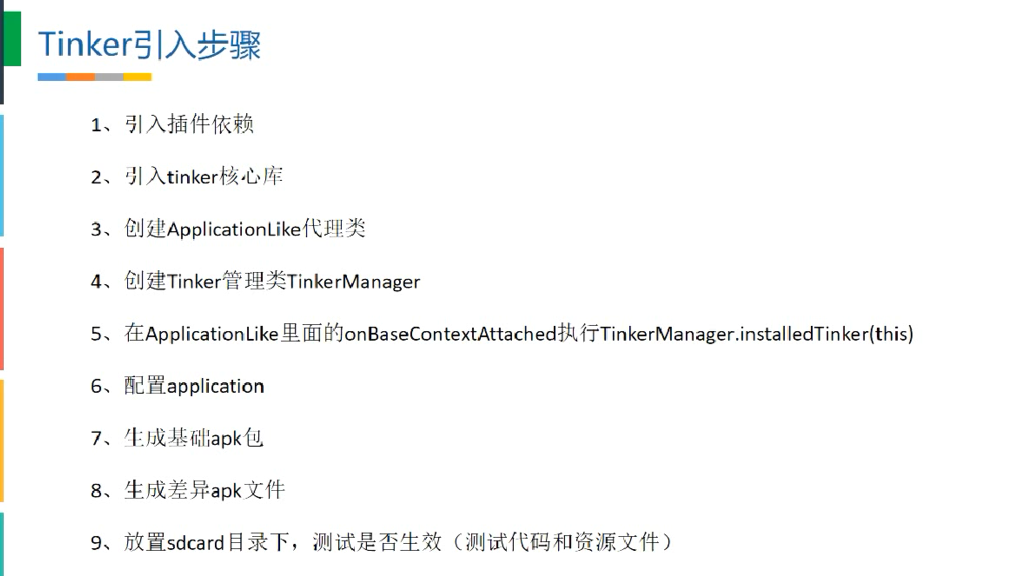 Tinker引入步骤
1、引入插件依赖
2、引入tinker核心库
3、创建ApplicationLike代理类
4、创建Tinker管理类TinkerManager
5、在ApplicationLike里面的onBaseContextAttached执行TinkerManager.installedTinker(this)
6、配置application
7、生成基础apk包
8、生成差异apk文件
9、放置sdcard目录下，测试是否生效（测试代码和资源文件）